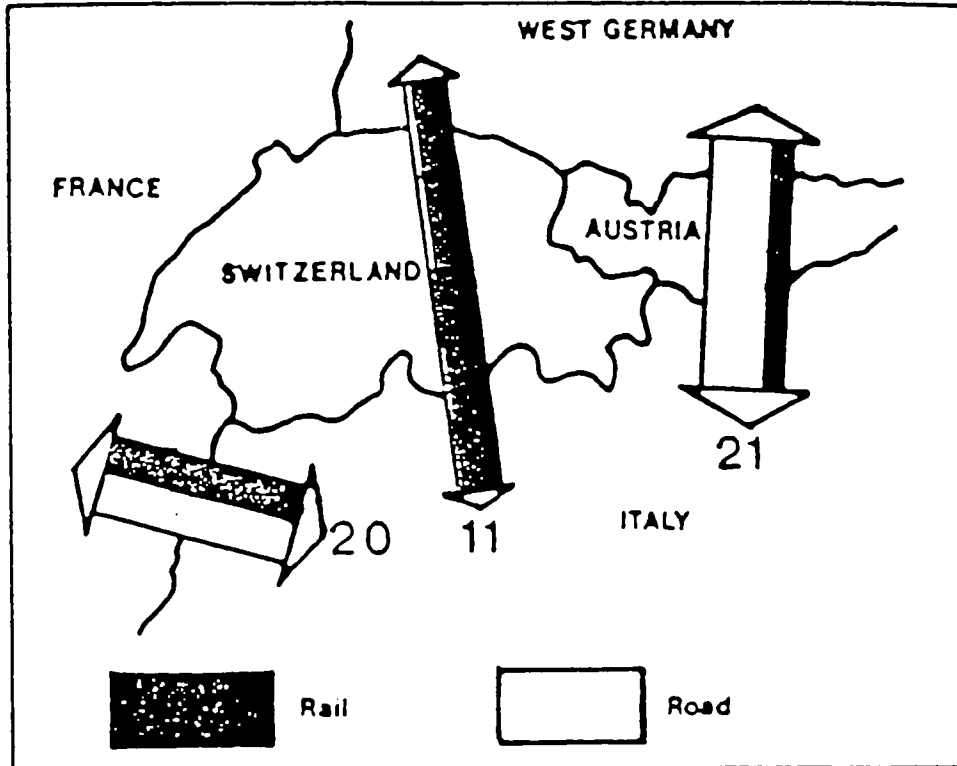 WEST GERMANY
FRANCE
AUSTRIA
SWITZERLAND
21
20
11
ITALY
Rail
Road